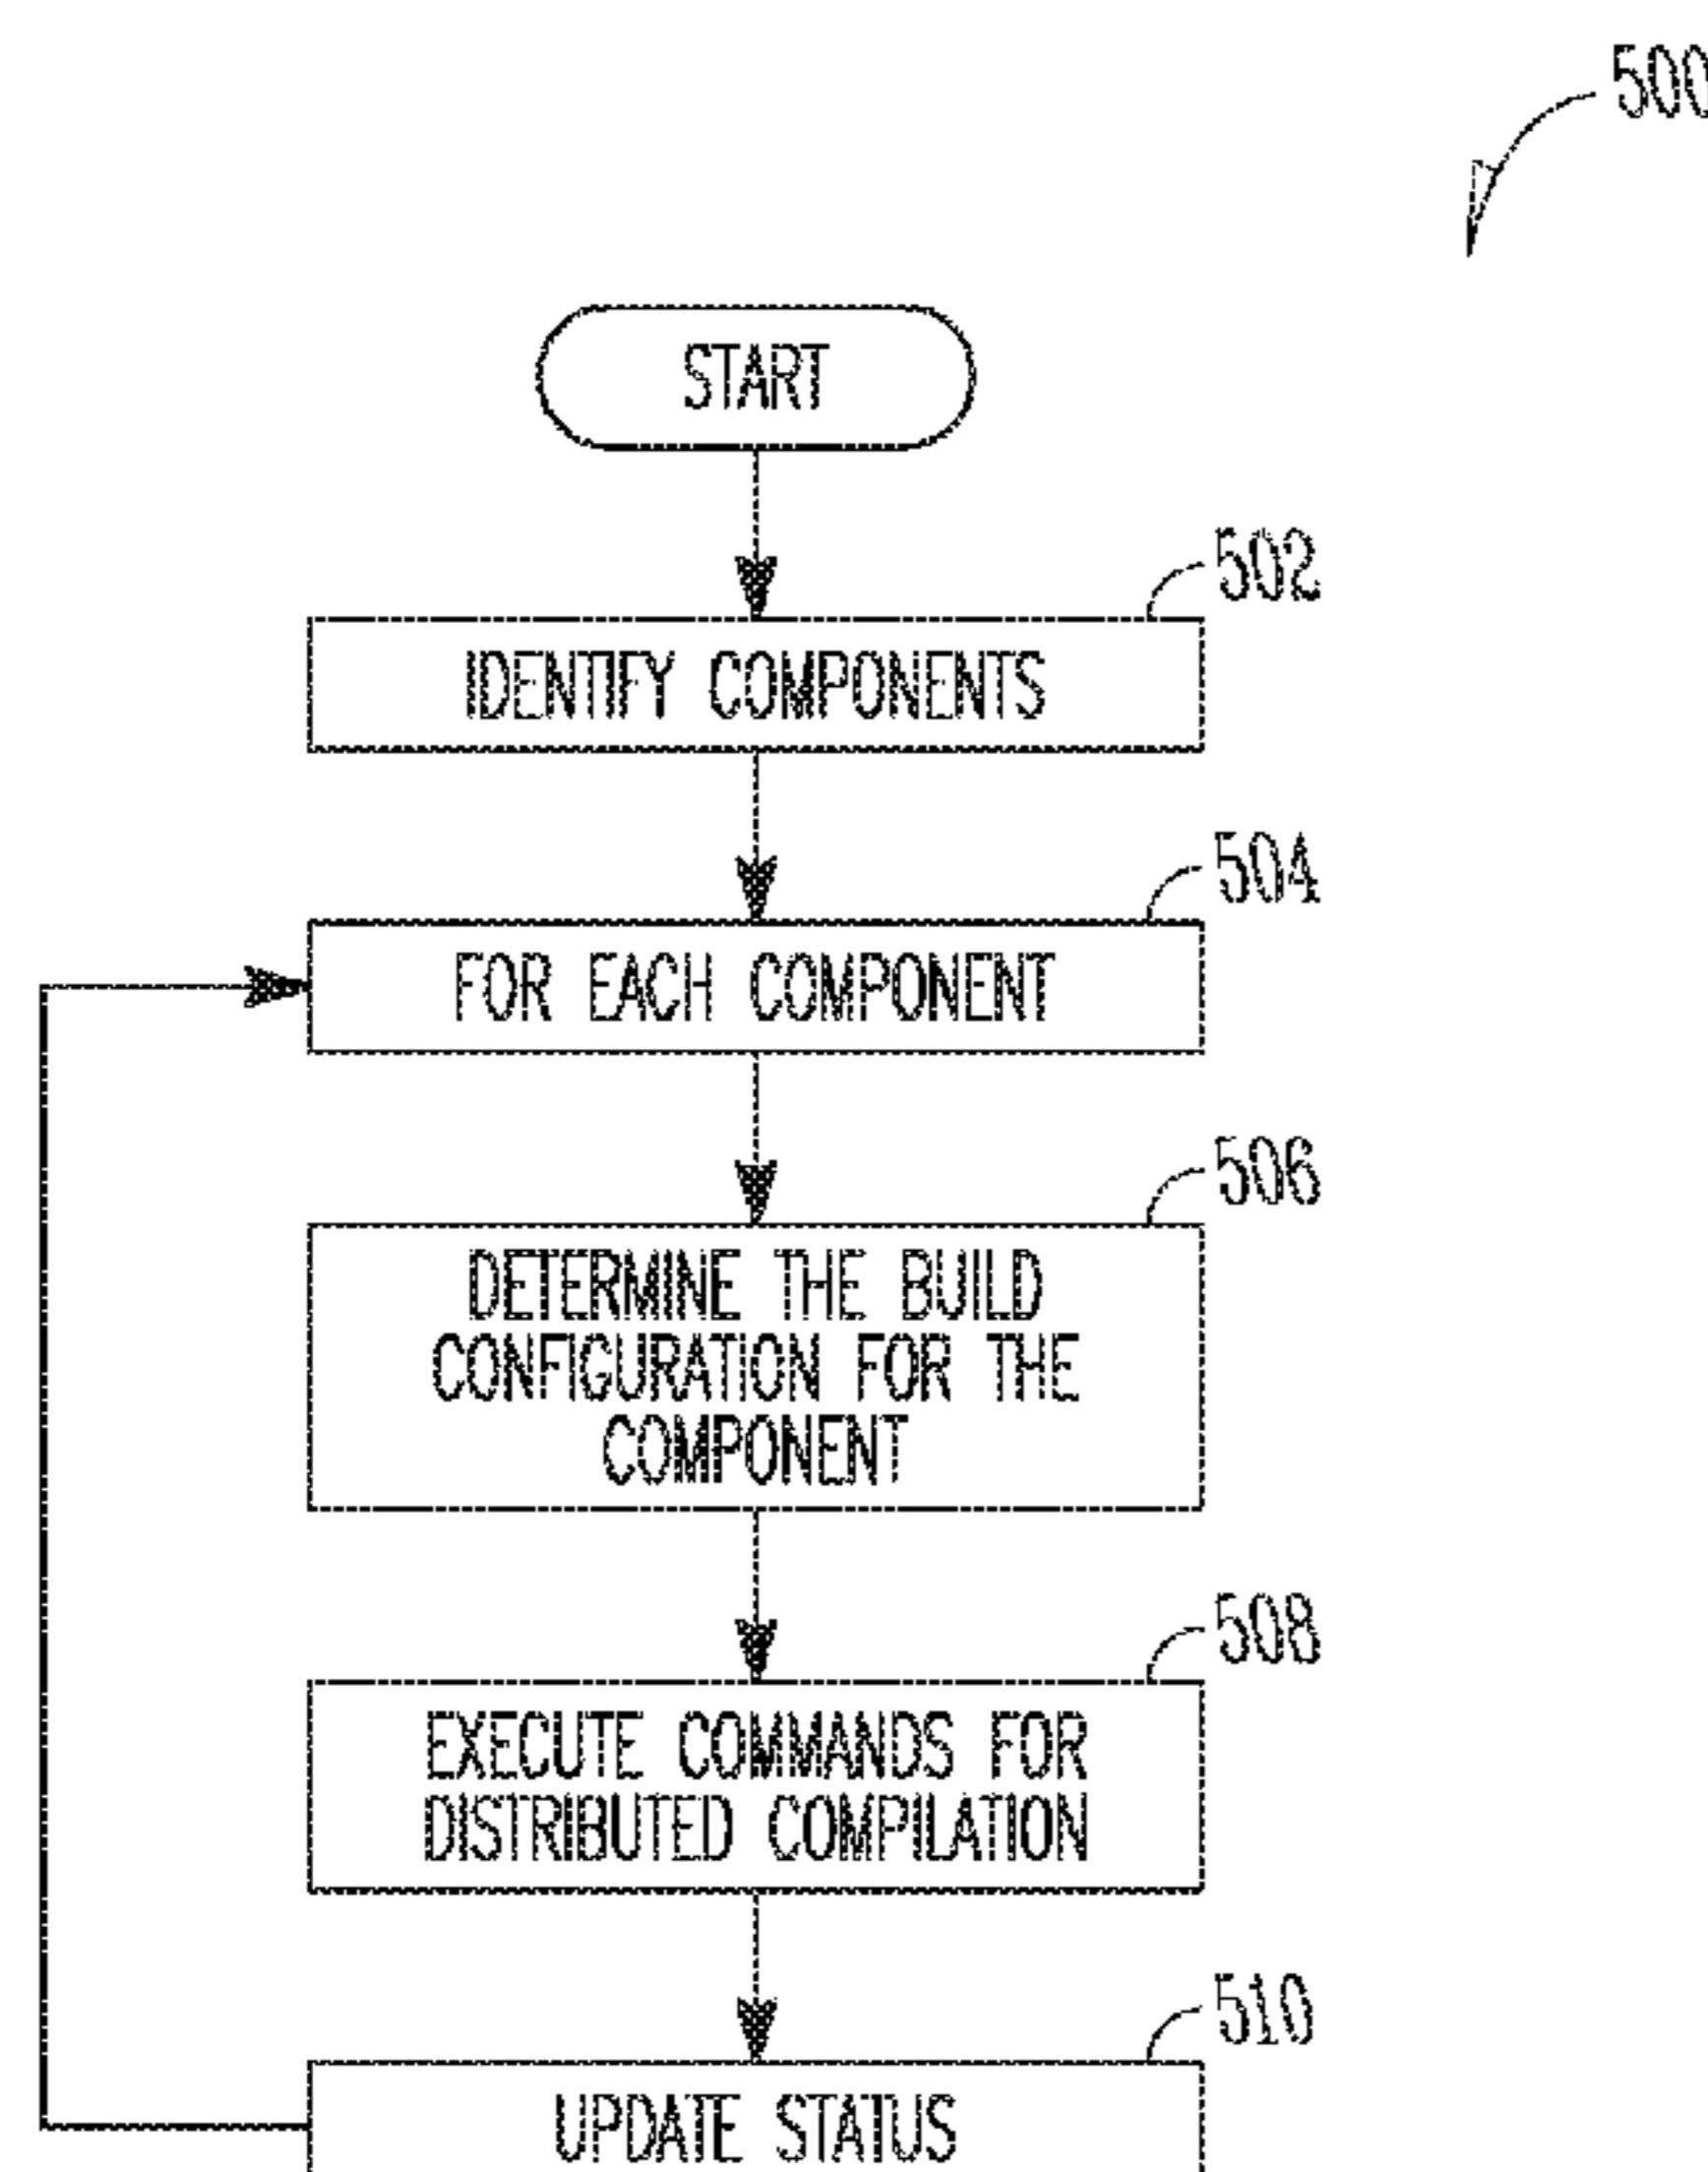 500
START
502
IDENTIFY COMPONENTS
504
FOR EACH COMPONENT
506
DETERMINE THE BUILD
CONFIGURATION FOR THE
COMPONENT
508
EXECUTE COMMANDS FOR
DISTRIBUTED COMPILATION
510
UPDATE STATUS